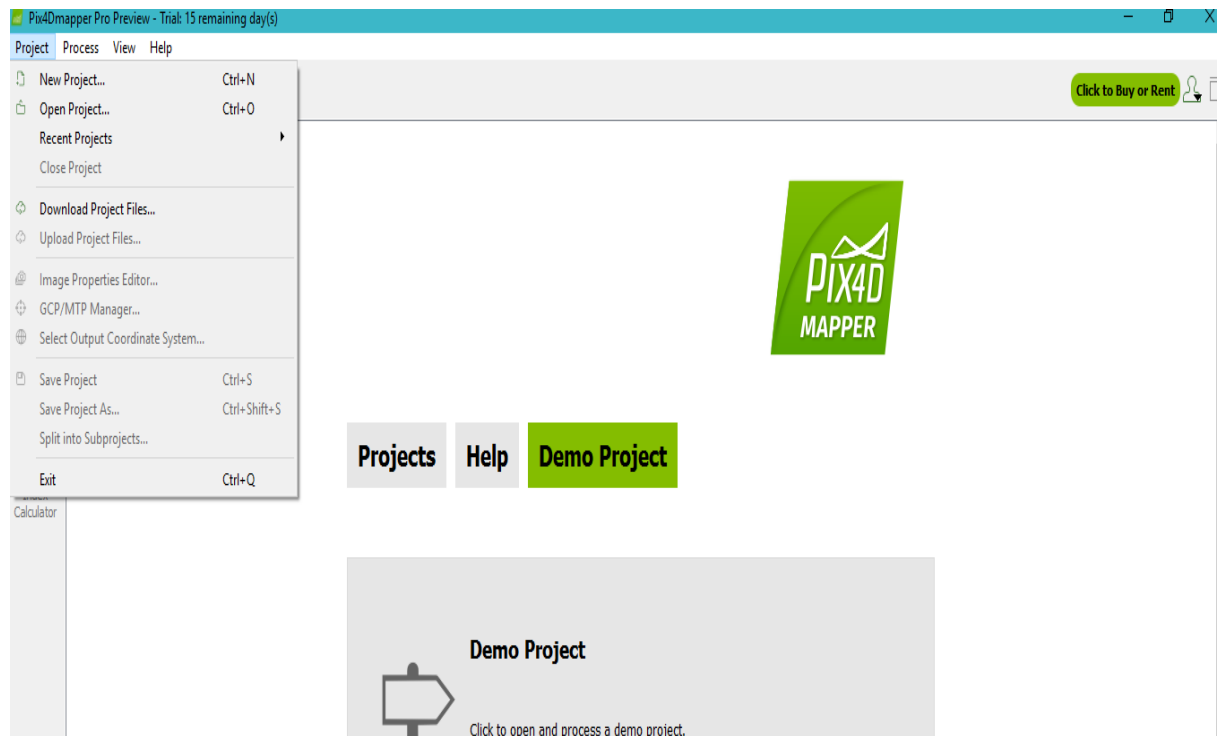 Pix4Dmapper Pro Preview - Trial: 15 remaining day(s)
Project Process View Help
New Project... Ctrl+N
Open Project... Ctrl+O
Recent Projects
Close Project
Download Project Files...
Upload Project Files...
Image Properties Editor...
GCP/MTP Manager...
Select Output Coordinate System...
Save Project Ctrl+S
Save Project As... Ctrl+Shift+S
Split into Subprojects...
Exit Ctrl+Q
Calculator
Click to Buy or Rent
PIX4D
MAPPER
Projects Help Demo Project
Demo Project
Click to open and process a demo project.